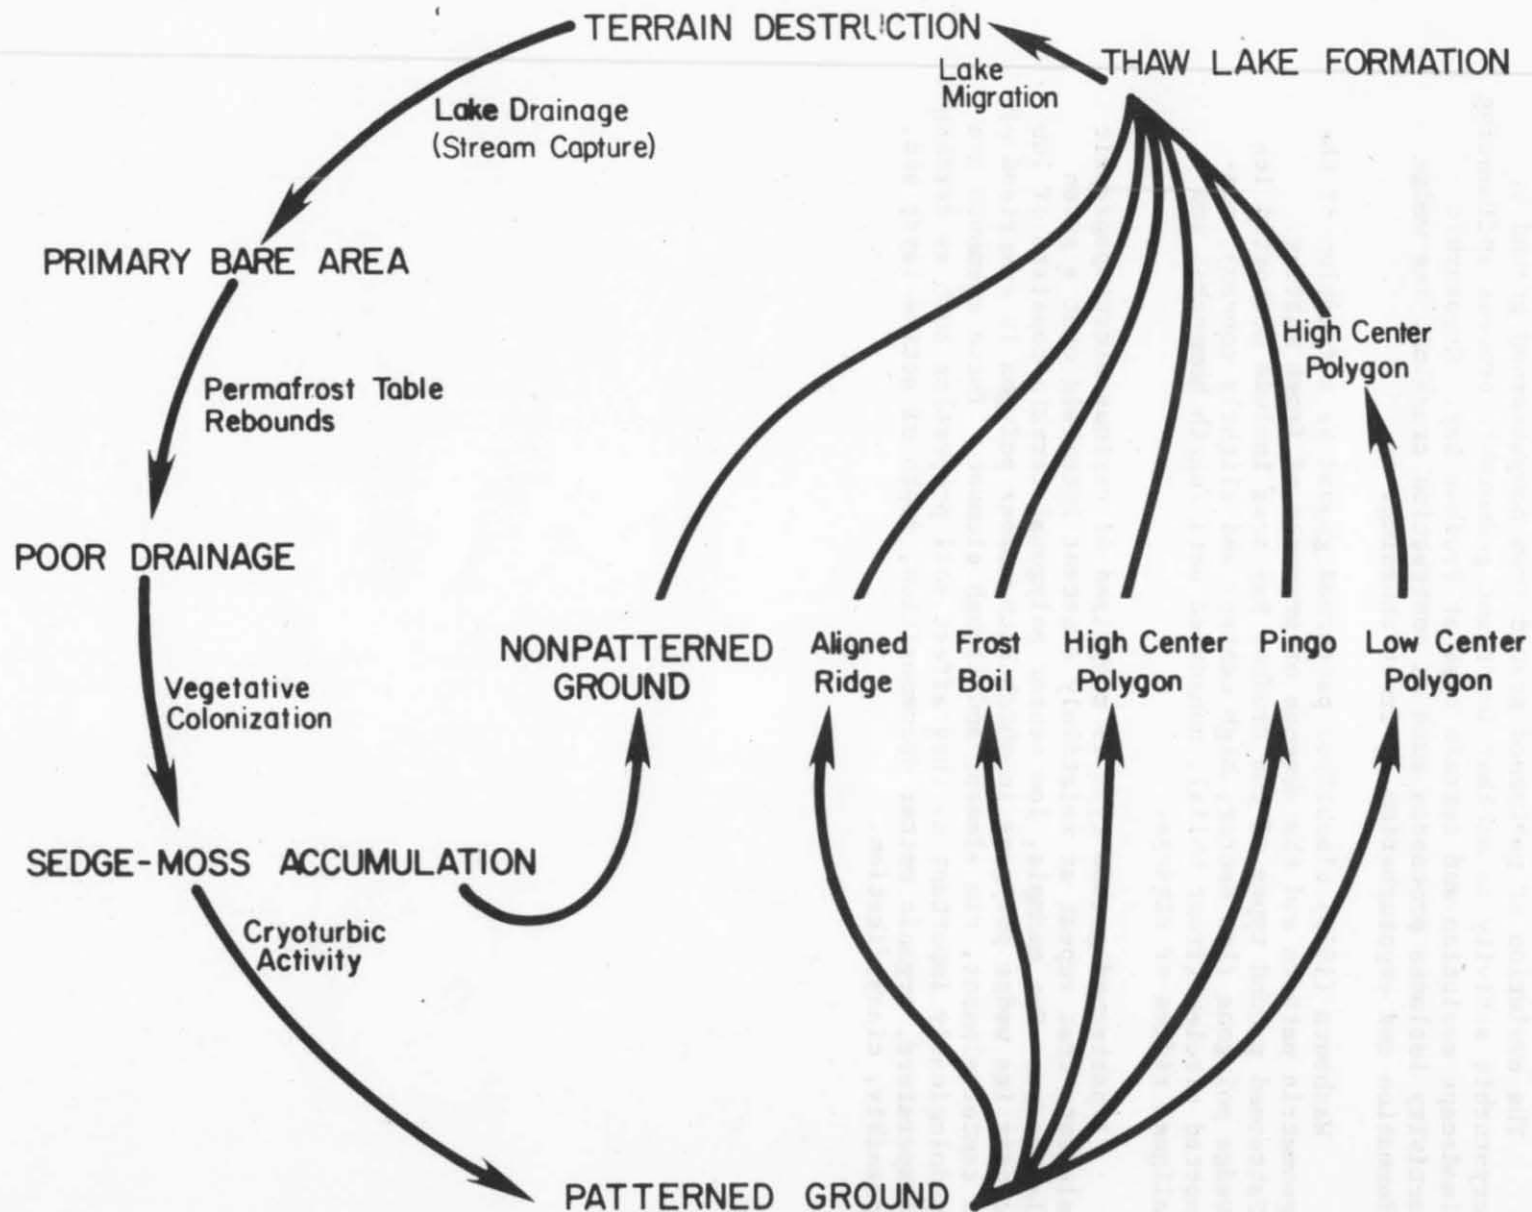 TERRAIN DESTRUCTION
THAW LAKE FORMATION
Lake
Migration
Lake Drainage
(Stream Capture)
PRIMARY BARE AREA
High Center
Polygon
Permafrost Table
Rebounds
POOR DRAINAGE
NONPATTERNED
GROUND
Aligned
Ridge
Frost
Boil
High Center
Polygon
Pingo
Low Center
Polygon
Vegetative
Colonization
SEDGE-MOSS ACCUMULATION
Cryoturbic
Activity
PATTERNED GROUND